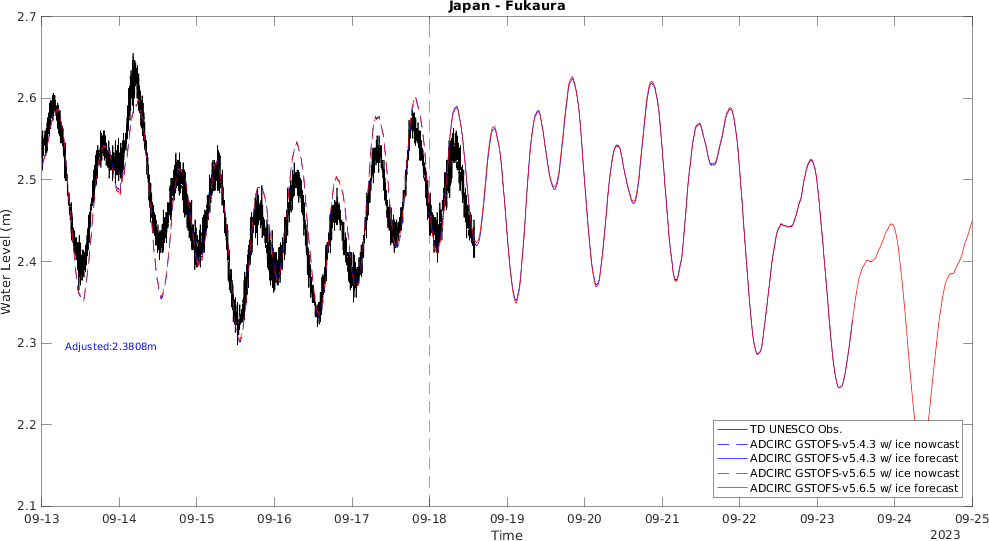 Japan - Fukaura
2.7
2.6
2.5
2.4
2.3
2.2
2.1
Water Level (m)
Adjusted:2.3808m
TD UNESCO Obs.
ADCIRC GSTOFS-v5.4.3 w/ ice nowcast
ADCIRC GSTOFS-v5.4.3 w/ ice forecast
ADCIRC GSTOFS-v5.6.5 w/ ice nowcast
ADCIRC GSTOFS-v5.6.5 w/ ice forecast
09-13 09-14 09-15 09-16 09-17 09-18 09-19 09-20 09-21 09-22 09-23 09-24 09-25
Time
2023